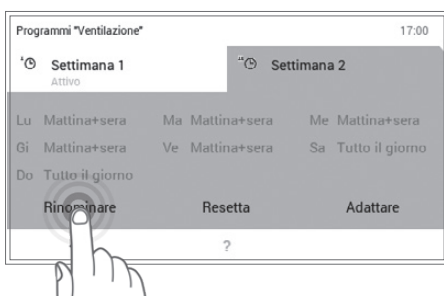 Programmi "Ventilazione" 17:00
Settimana 1 Settimana 2
Attivo
Lu Mattina+sera Ma Mattina+sera Me Mattina+sera
Gi Mattina+sera Ve Mattina+sera Sa Tutto il giorno
Do Tutto il giorno
Rinominare Resetta Adattare
?